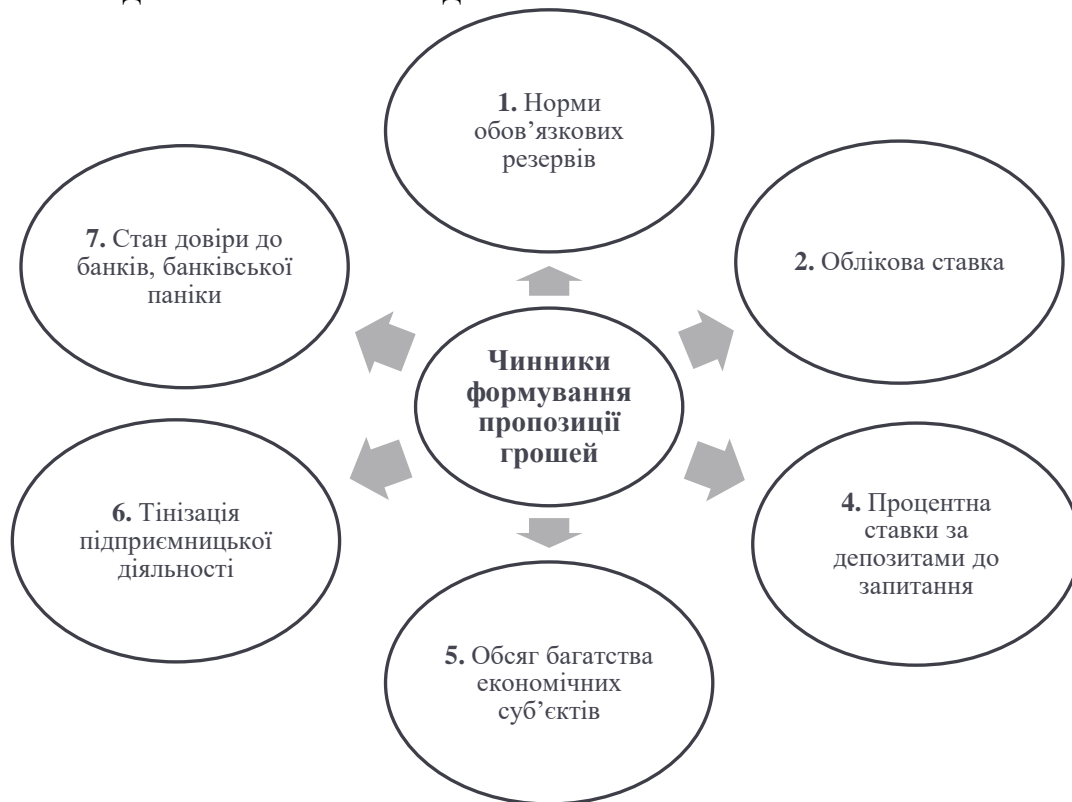 1. Норми
обов’язкових
резервів
2. Облікова ставка
4. Процентна
ставки за
депозитами до
запитання
5. Обсяг багатства
економічних
суб’єктів
6. Тінізація
підприємницької
діяльності
7. Стан довіри до
банків, банківської
паніки
Чинники
формування
пропозиції
грошей